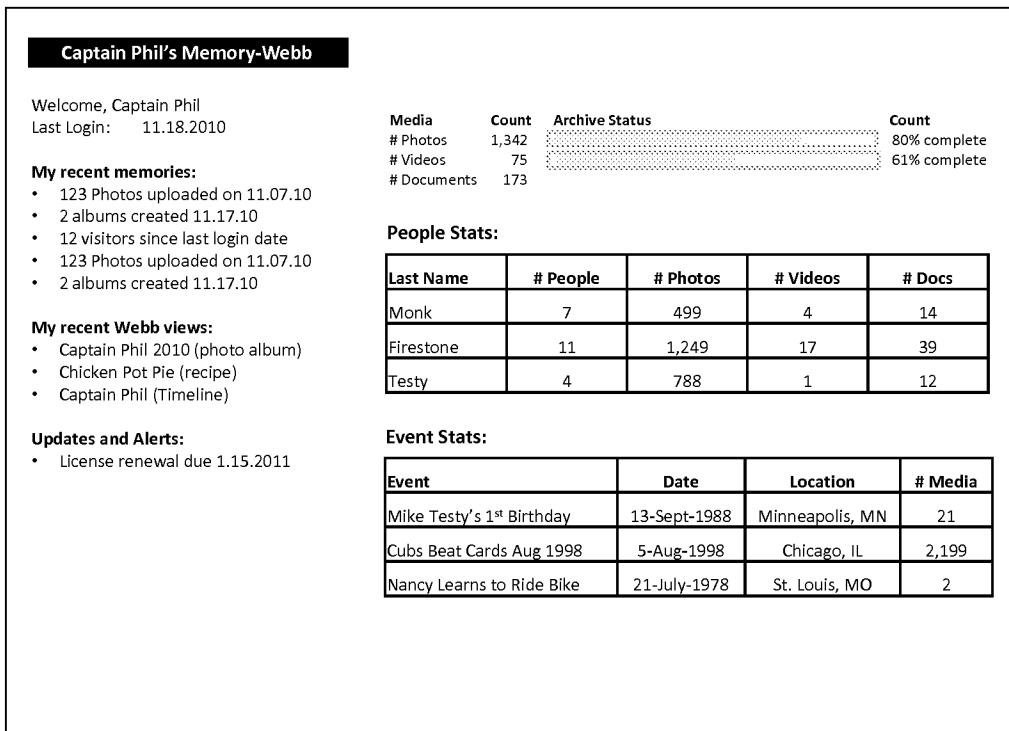 Captain Phil's Memory-Webb
Welcome, Captain Phil
Last Login: 11.18.2010
My recent memories:
• 123 Photos uploaded on 11.07.10
• 2 albums created 11.17.10
• 12 visitors since last login date
• 123 Photos uploaded on 11.07.10
• 2 albums created 11.17.10
My recent Webb views:
• Captain Phil 2010 (photo album)
• Chicken Pot Pie (recipe)
• Captain Phil (Timeline)
Updates and Alerts:
• License renewal due 1.15.2011
Media Count Archive Status Count
# Photos 1,342 80% complete
# Videos 75 61% complete
# Documents 173
People Stats:
Last Name # People # Photos # Videos # Docs
Monk 7 499 4 14
Firestone 11 1,249 17 39
Testy 4 788 1 12
Event Stats:
Event Date Location # Media
Mike Testy's 1st Birthday 13-Sept-1988 Minneapolis, MN 21
Cubs Beat Cards Aug 1998 5-Aug-1998 Chicago, IL 2,199
Nancy Learns to Ride Bike 21-July-1978 St. Louis, MO 2